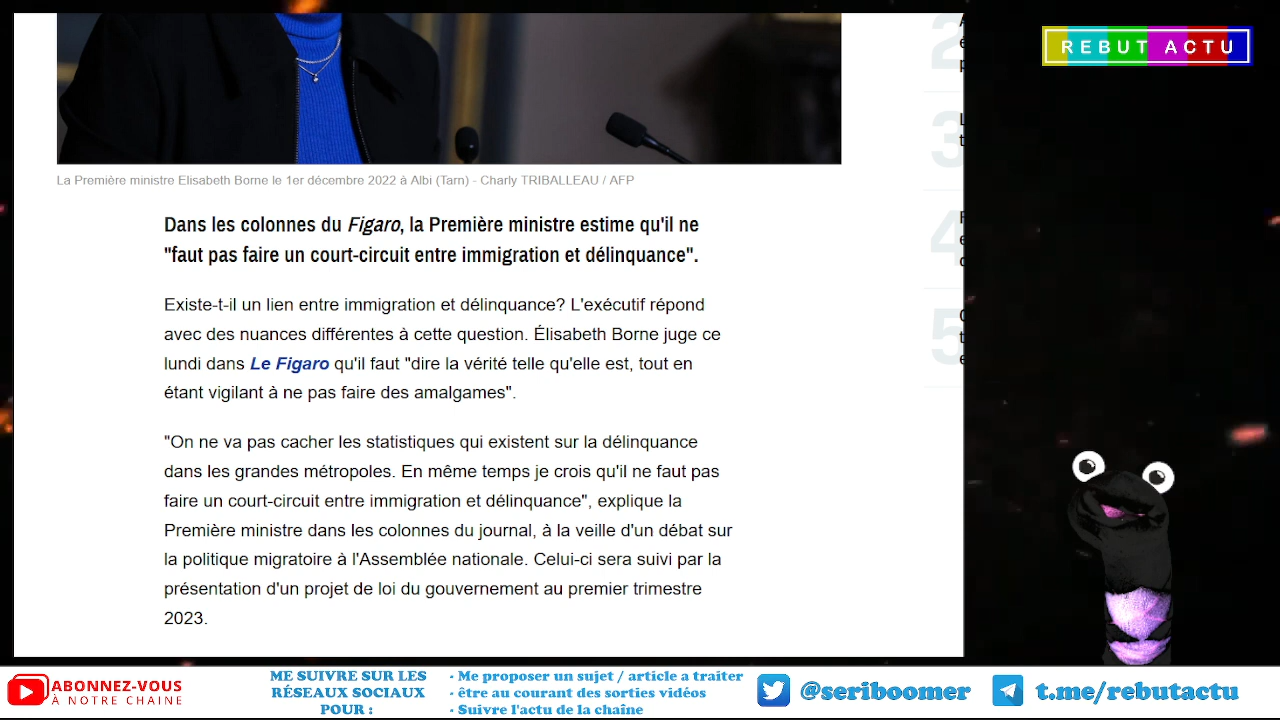 REBUT ACTU
2
3
4
5
La Première ministre Elisabeth Borne le 1er décembre 2022 à Albi (Tarn) - Charly TRIBALLEAU / AFP
Dans les colonnes du Figaro, la Première ministre estime qu'il ne
"faut pas faire un court-circuit entre immigration et délinquance".
Existe-t-il un lien entre immigration et délinquance? L'exécutif répond
avec des nuances différentes à cette question. Élisabeth Borne juge ce
lundi dans Le Figaro qu'il faut "dire la vérité telle qu'elle est, tout en
étant vigilant à ne pas faire des amalgames".
"On ne va pas cacher les statistiques qui existent sur la délinquance
dans les grandes métropoles. En même temps je crois qu'il ne faut pas
faire un court-circuit entre immigration et délinquance", explique la
Première ministre dans les colonnes du journal, à la veille d'un débat sur
la politique migratoire à l'Assemblée nationale. Celui-ci sera suivi par la
présentation d'un projet de loi du gouvernement au premier trimestre
2023.
ABONNEZ-VOUS
À NOTRE CHAINE
ME SUIVRE SUR LES
RÉSEAUX SOCIAUX
POUR :
- Me proposer un sujet / article a traiter
- être au courant des sorties vidéos
- Suivre l'actu de la chaîne
@seriboomer
t.me/rebutactu